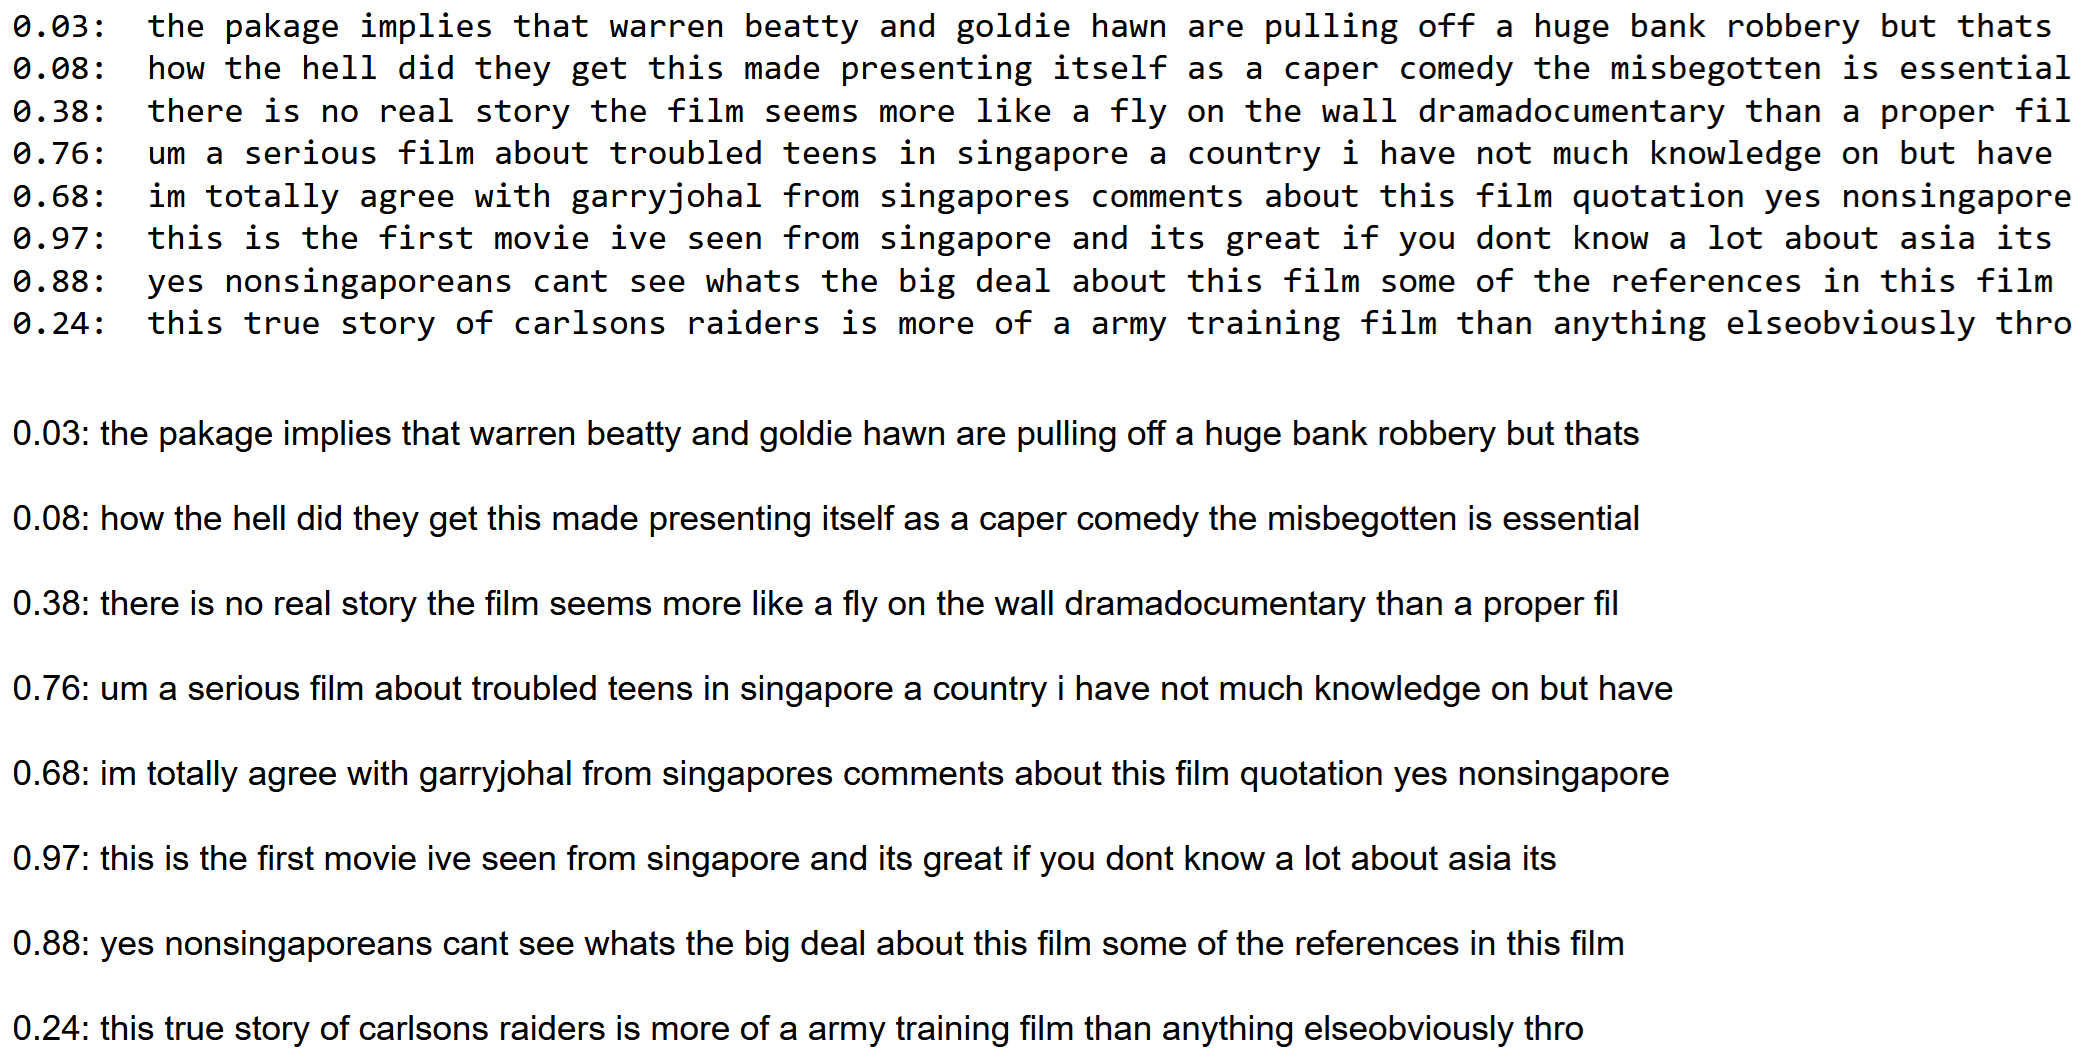 0.03:  the pakage implies that warren beatty and goldie hawn are pulling off a huge bank robbery but thats
0.08:  how the hell did they get this made presenting itself as a caper comedy the misbegotten is essential
0.38:  there is no real story the film seems more like a fly on the wall dramadocumentary than a proper fil
0.76:  um a serious film about troubled teens in singapore a country i have not much knowledge on but have
0.68:  im totally agree with garryjohal from singapores comments about this film quotation yes nonsingapore
0.97:  this is the first movie ive seen from singapore and its great if you dont know a lot about asia its
0.88:  yes nonsingaporeans cant see whats the big deal about this film some of the references in this film
0.24:  this true story of carlsons raiders is more of a army training film than anything elseobviously thro
0.03: the pakage implies that warren beatty and goldie hawn are pulling off a huge bank robbery but thats
0.08: how the hell did they get this made presenting itself as a caper comedy the misbegotten is essential
0.38: there is no real story the film seems more like a fly on the wall dramadocumentary than a proper fil
0.76: um a serious film about troubled teens in singapore a country i have not much knowledge on but have
0.68: im totally agree with garryjohal from singapores comments about this film quotation yes nonsingapore
0.97: this is the first movie ive seen from singapore and its great if you dont know a lot about asia its
0.88: yes nonsingaporeans cant see whats the big deal about this film some of the references in this film
0.24: this true story of carlsons raiders is more of a army training film than anything elseobviously thro